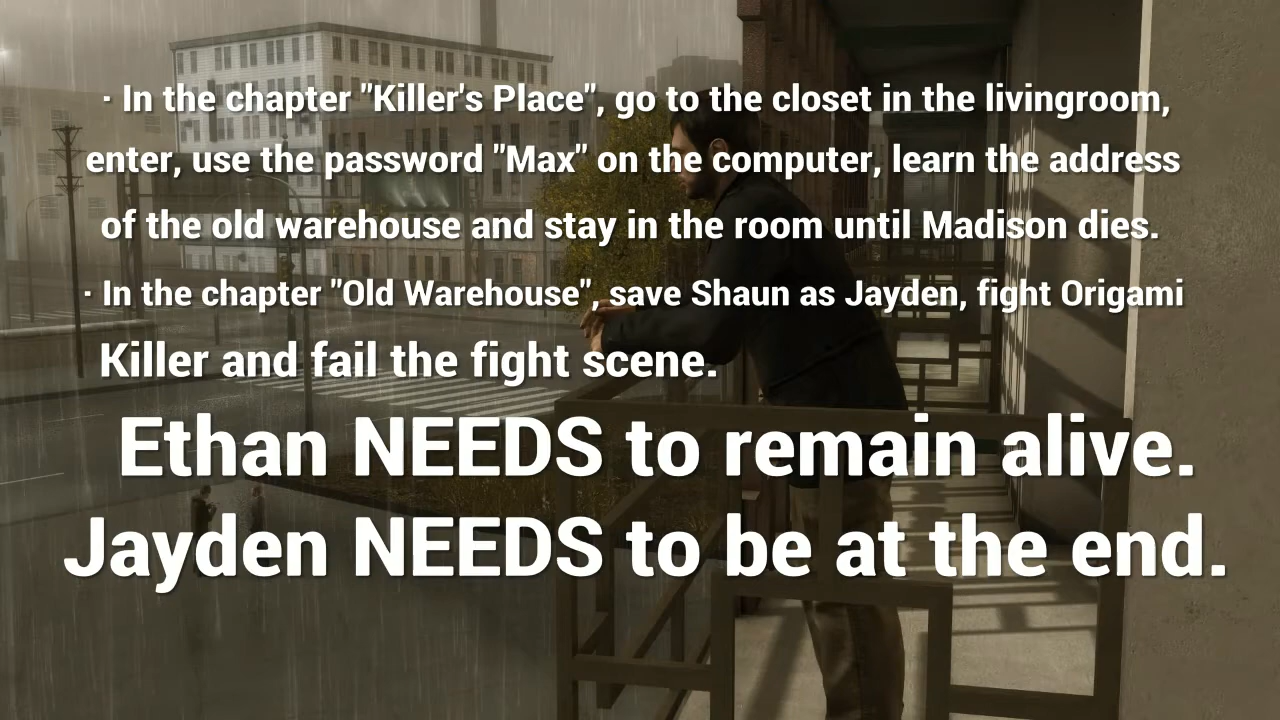 · In the chapter "Killer's Place", go to the closet in the livingroom,
enter, use the password "Max" on the computer, learn the address
of the old warehouse and stay in the room until Madison dies.
· In the chapter "Old Warehouse", save Shaun as Jayden, fight Origami
Killer and fail the fight scene.
Ethan NEEDS to remain alive.
Jayden NEEDS to be at the end.